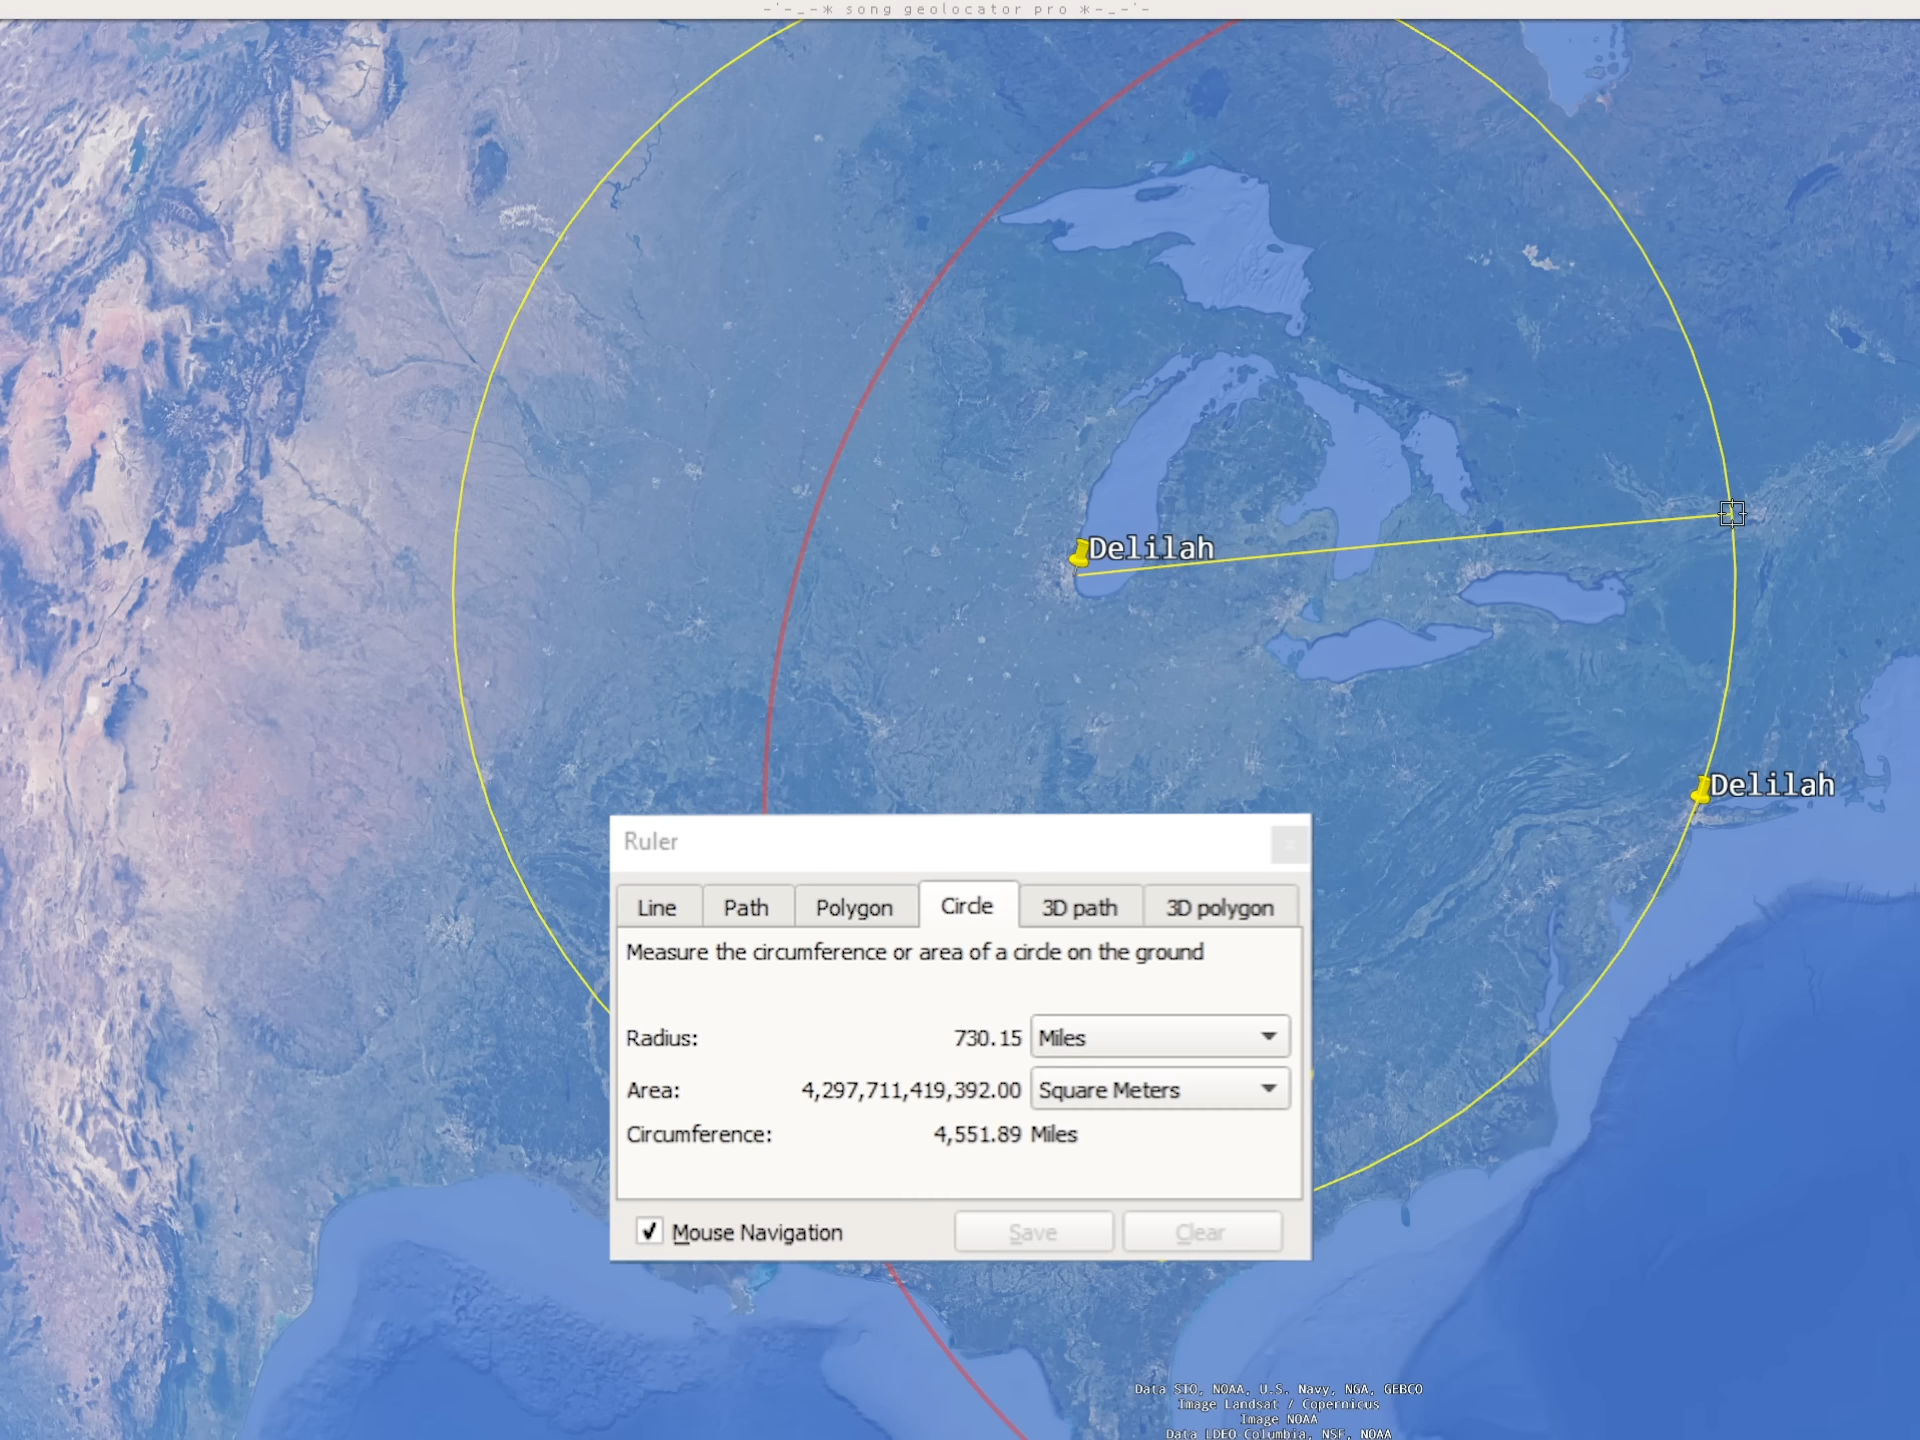 -'-_-* song geolocator pro *-_-'-
Delilah
Delilah
Ruler
Line Path Polygon Circle 3D path 3D polygon
Measure the circumference or area of a circle on the ground
Radius: 730.15 Miles
Area: 4,297,711,419,392.00 Square Meters
Circumference: 4,551.89 Miles
Mouse Navigation Save Clear
Data SIO, NOAA, U.S. Navy, NGA, GEBCO
Image Landsat / Copernicus
Image NOAA
Data LDEO Columbia, NSF, NOAA